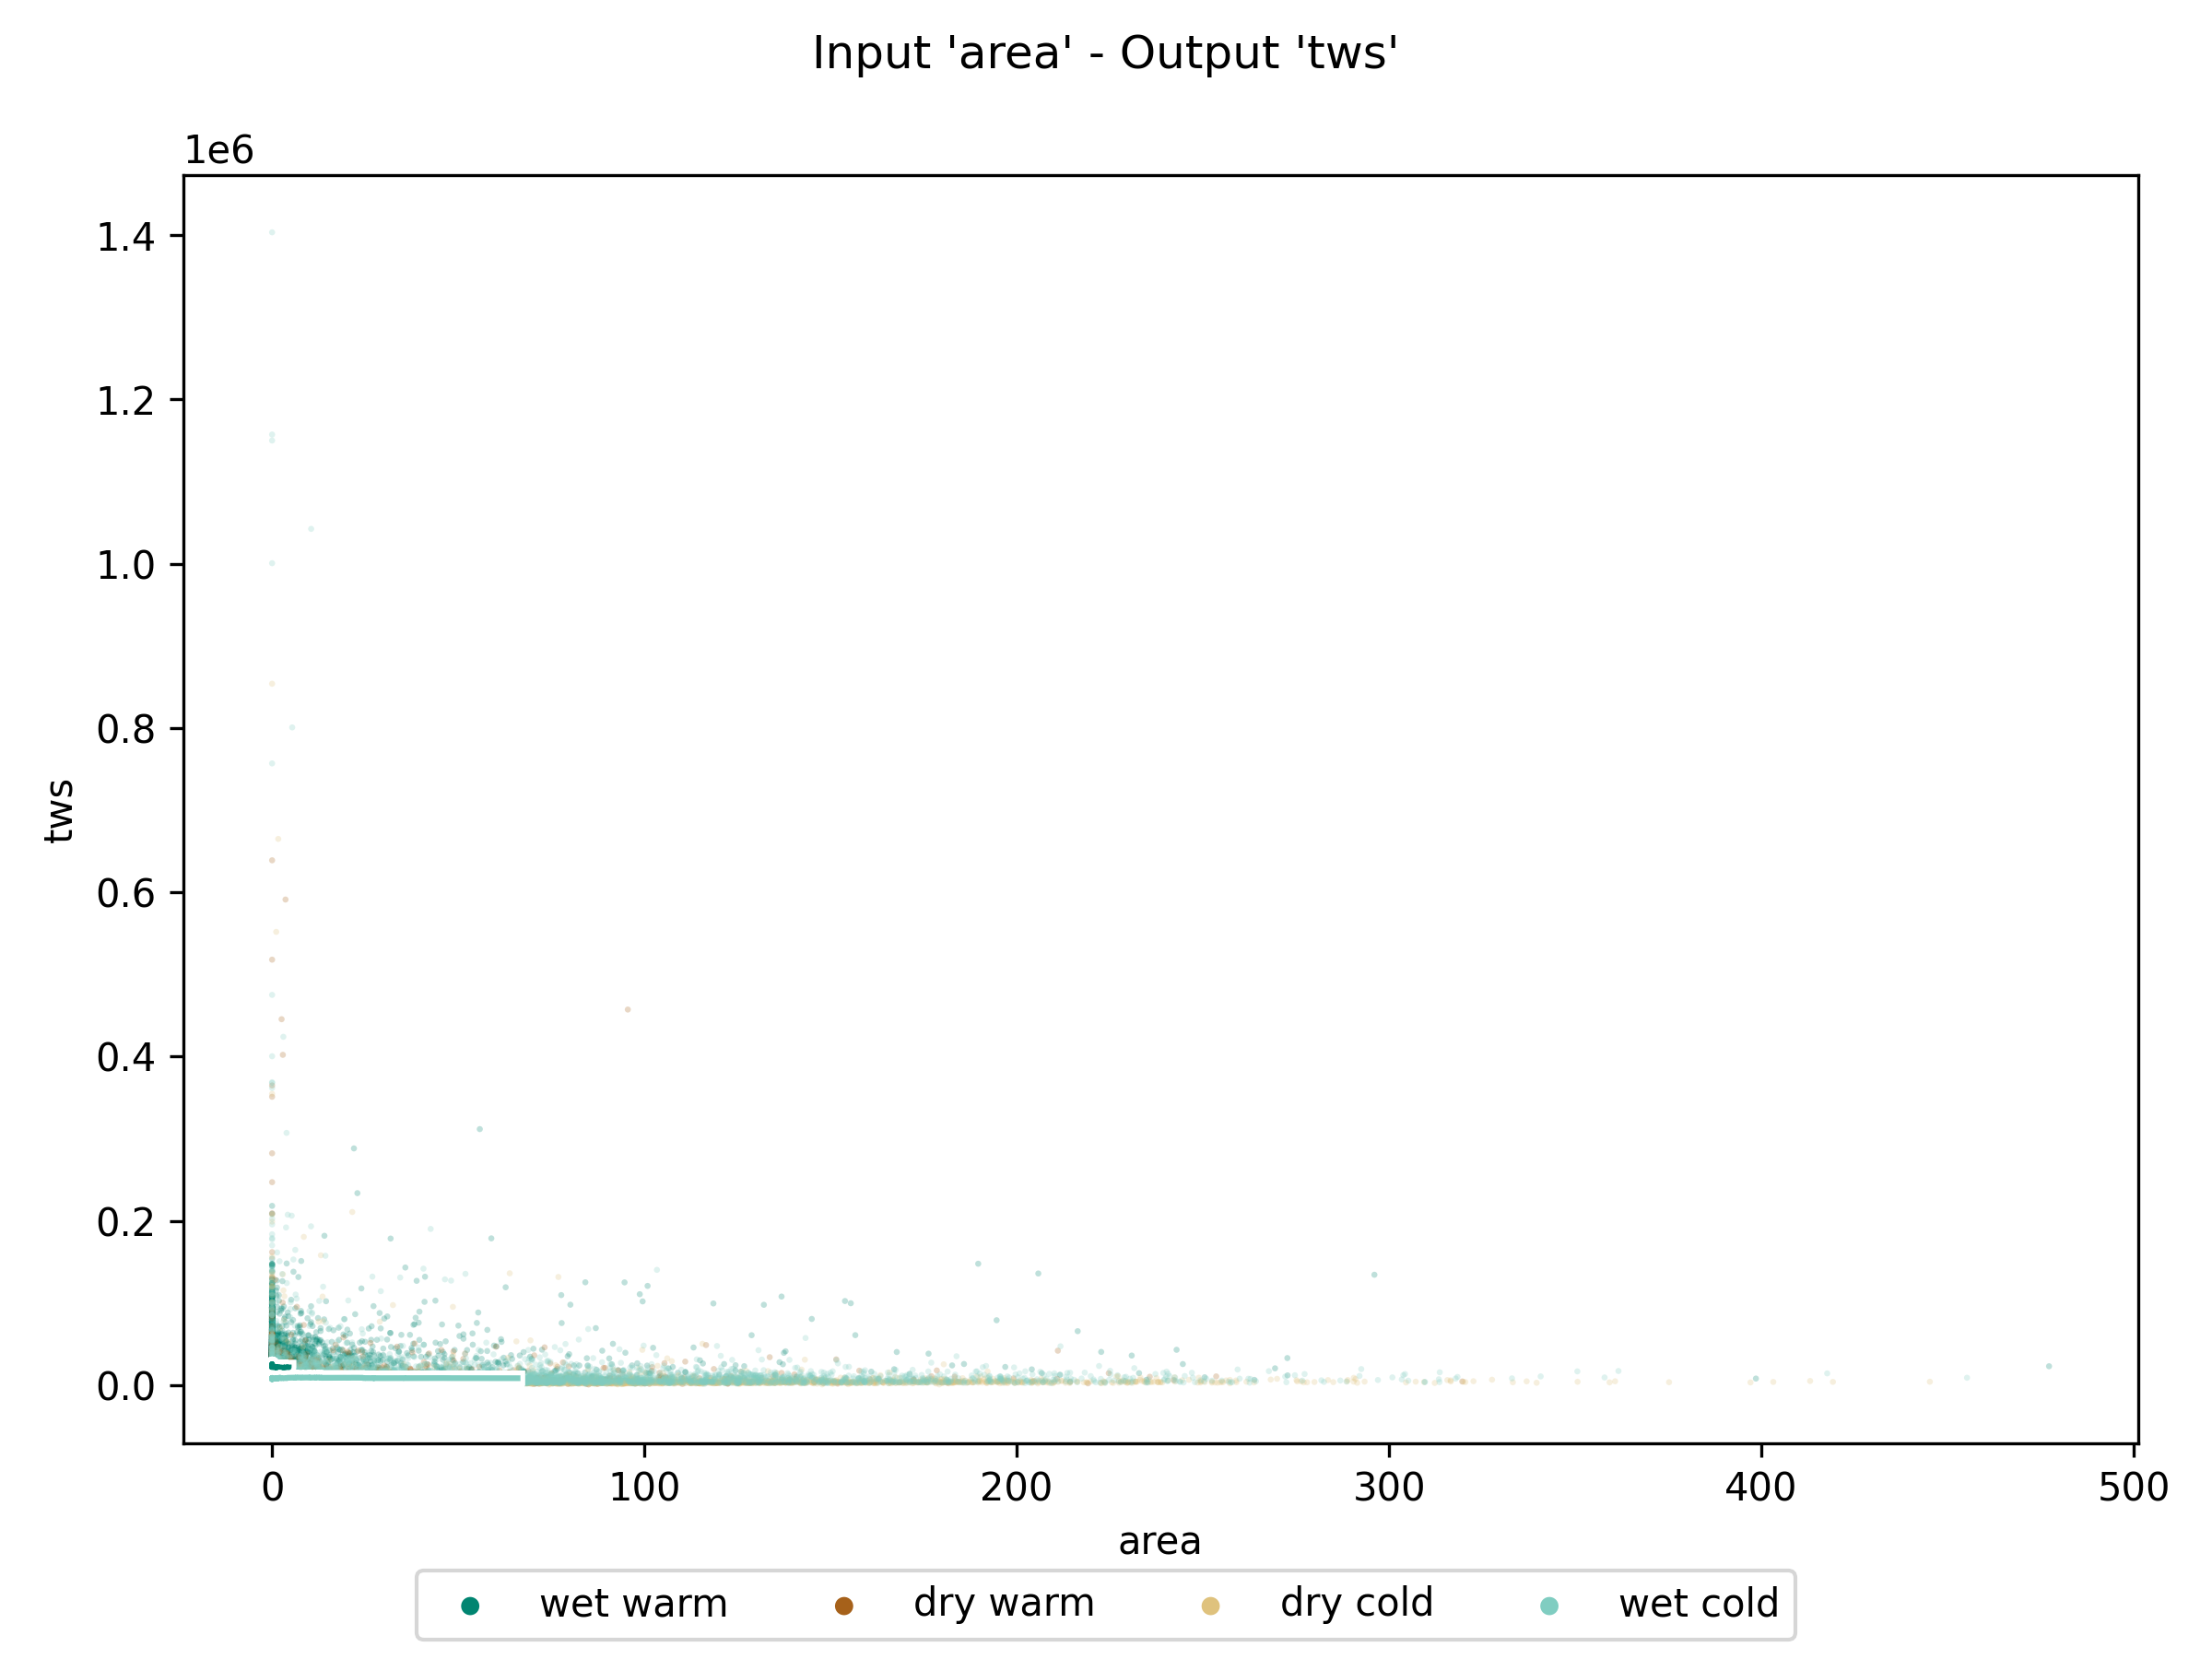 Input 'area' - Output 'tws'
1e6
1.4
1.2
1.0
0.8
0.6
0.4
0.2
0.0
tws
0 100 200 300 400 500
area
wet warm dry warm dry cold wet cold